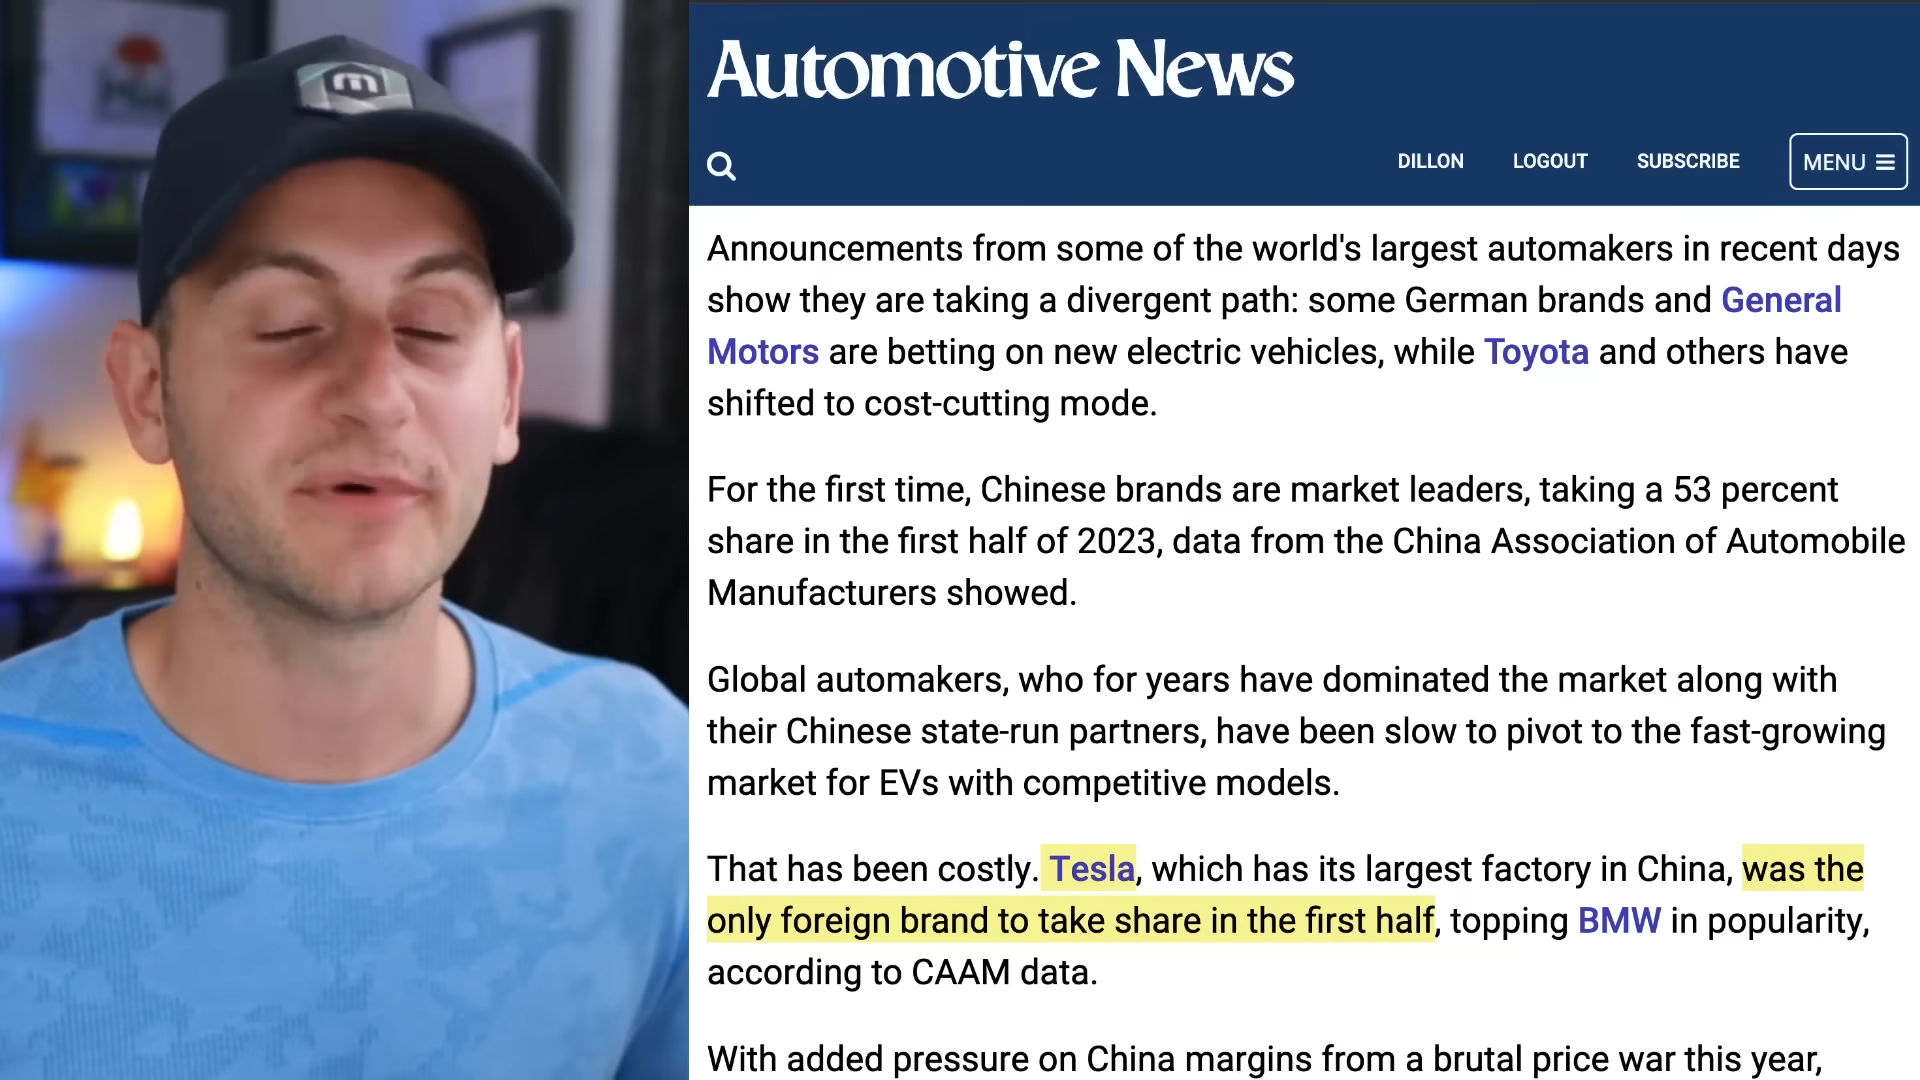 Automotive News
DILLON LOGOUT SUBSCRIBE MENU
Announcements from some of the world's largest automakers in recent days
show they are taking a divergent path: some German brands and General
Motors are betting on new electric vehicles, while Toyota and others have
shifted to cost-cutting mode.
For the first time, Chinese brands are market leaders, taking a 53 percent
share in the first half of 2023, data from the China Association of Automobile
Manufacturers showed.
Global automakers, who for years have dominated the market along with
their Chinese state-run partners, have been slow to pivot to the fast-growing
market for EVs with competitive models.
That has been costly. Tesla, which has its largest factory in China, was the
only foreign brand to take share in the first half, topping BMW in popularity,
according to CAAM data.
With added pressure on China margins from a brutal price war this year,